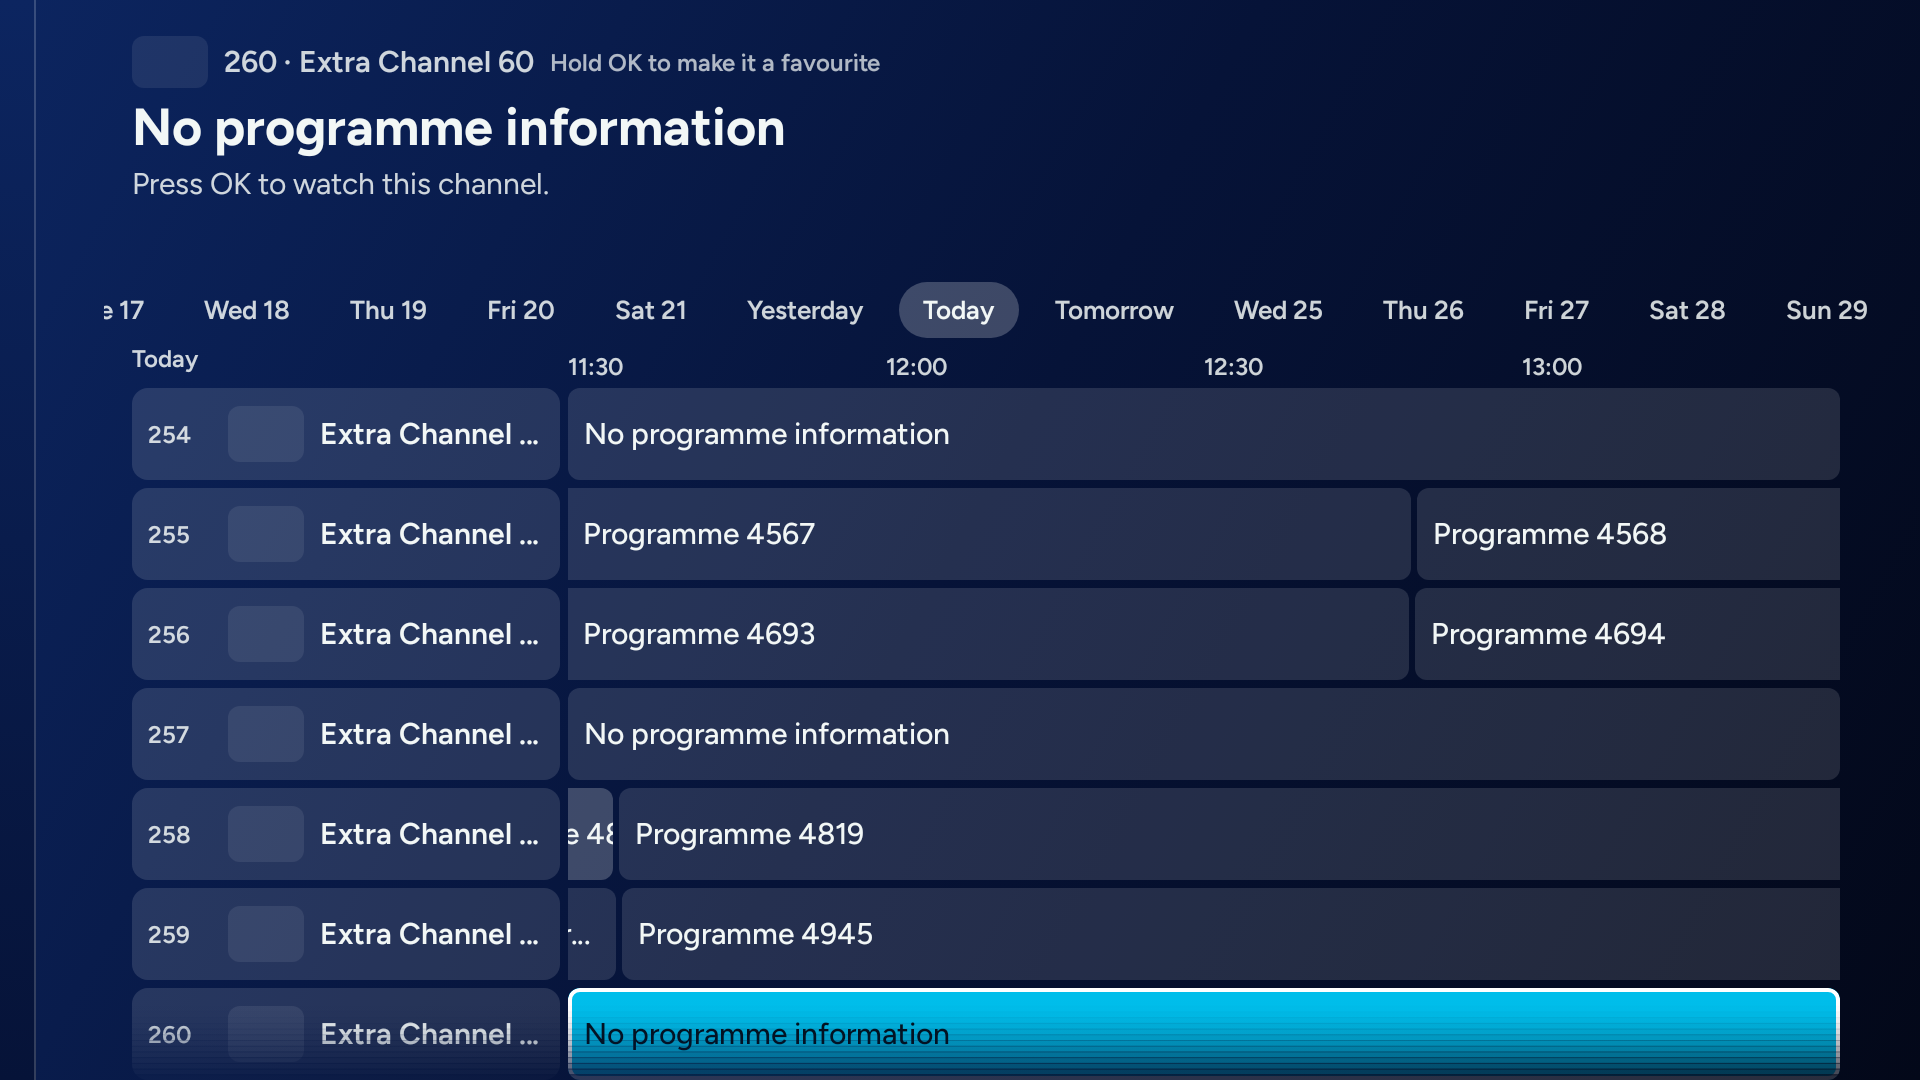 260 · Extra Channel 60 Hold OK to make it a favourite
No programme information
Press OK to watch this channel.
e 17 Wed 18 Thu 19 Fri 20 Sat 21 Yesterday Today Tomorrow Wed 25 Thu 26 Fri 27 Sat 28 Sun 29
Today 11:30 12:00 12:30 13:00
254 Extra Channel ... No programme information
255 Extra Channel ... Programme 4567 Programme 4568
256 Extra Channel ... Programme 4693 Programme 4694
257 Extra Channel ... No programme information
258 Extra Channel ... e 48 Programme 4819
259 Extra Channel ... r... Programme 4945
260 Extra Channel ... No programme information